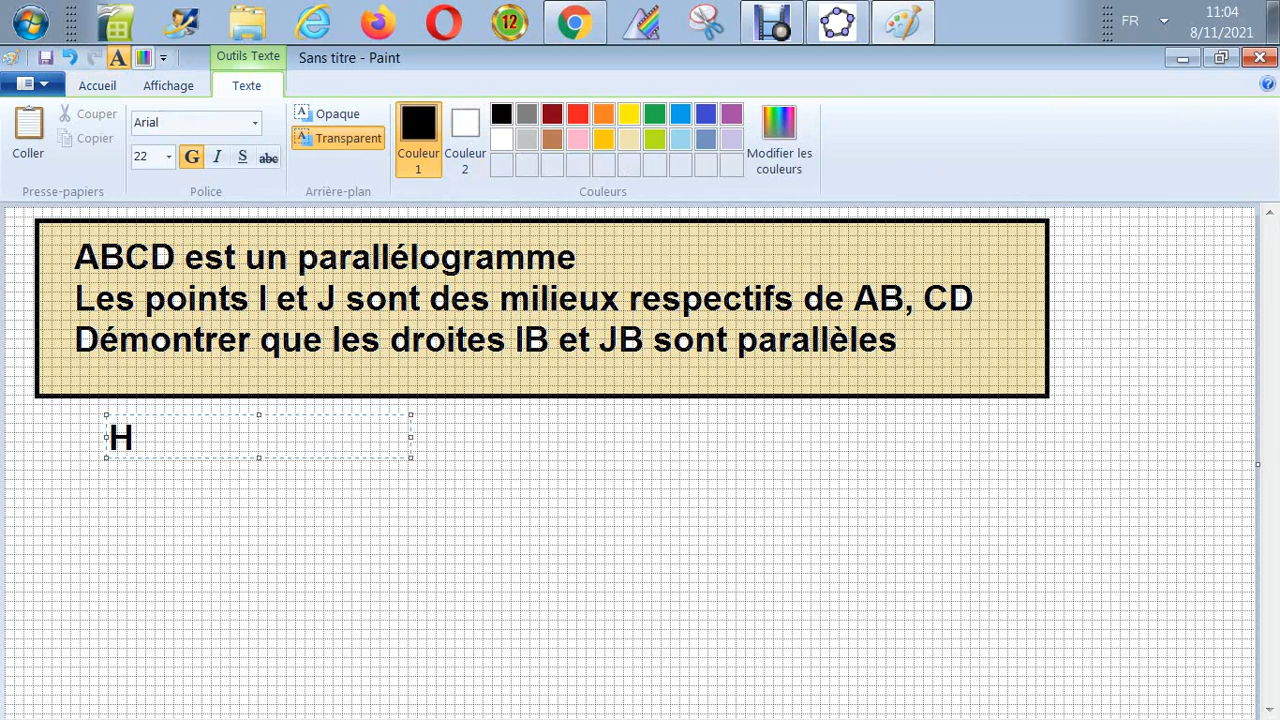 12
FR
11:04
8/11/2021
A
Outils Texte
Sans titre - Paint
Accueil
Affichage
Texte
Coller
Couper
Copier
Presse-papiers
Arial
22
G I S abc
Police
Opaque
Transparent
Arrière-plan
Couleur
1
Couleur
2
Couleurs
Modifier les
couleurs
ABCD est un parallélogramme
Les points I et J sont des milieux respectifs de AB, CD
Démontrer que les droites IB et JB sont parallèles
H